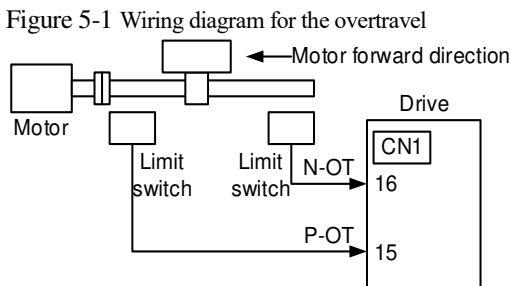 Figure 5-1 Wiring diagram for the overtravel
Motor forward direction
Motor
Drive
CN1
Limit
switch
Limit
switch
N-OT
16
P-OT
15